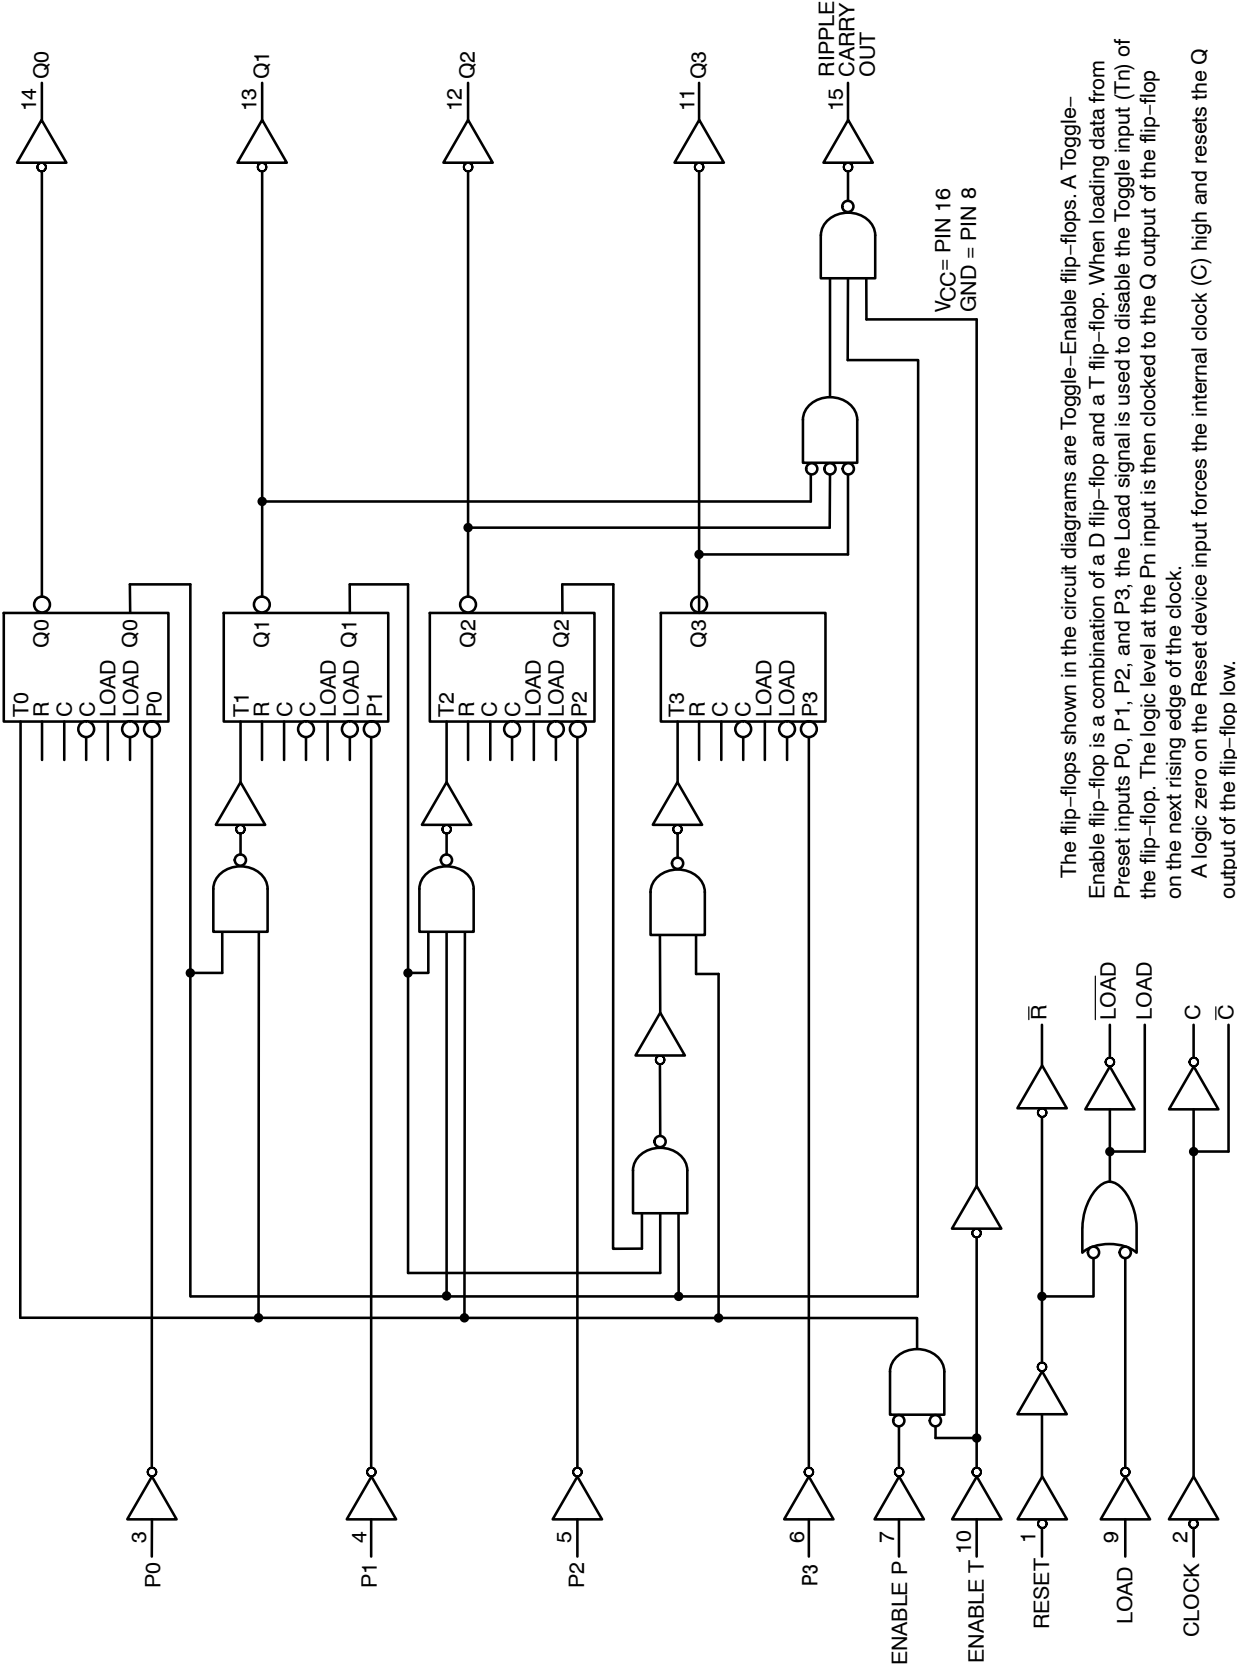 P0 3
P1 4
P2 5
P3 6
ENABLE P 7
ENABLE T 10
RESET 1
LOAD 9
CLOCK 2
T0
R
C
C
LOAD
LOAD
P0
Q0
Q0
T1
R
C
C
LOAD
LOAD
P1
Q1
Q1
T2
R
C
C
LOAD
LOAD
P2
Q2
Q2
T3
R
C
C
LOAD
LOAD
P3
Q3
14 Q0
13 Q1
12 Q2
11 Q3
15
RIPPLE
CARRY
OUT
VCC= PIN 16
GND = PIN 8
R̅
L̅O̅A̅D̅
LOAD
C
C̅
The flip−flops shown in the circuit diagrams are Toggle−Enable flip−flops. A Toggle−
Enable flip−flop is a combination of a D flip−flop and a T flip−flop. When loading data from
Preset inputs P0, P1, P2, and P3, the Load signal is used to disable the Toggle input (Tn) of
the flip−flop. The logic level at the Pn input is then clocked to the Q output of the flip−flop
on the next rising edge of the clock.
A logic zero on the Reset device input forces the internal clock (C) high and resets the Q
output of the flip−flop low.